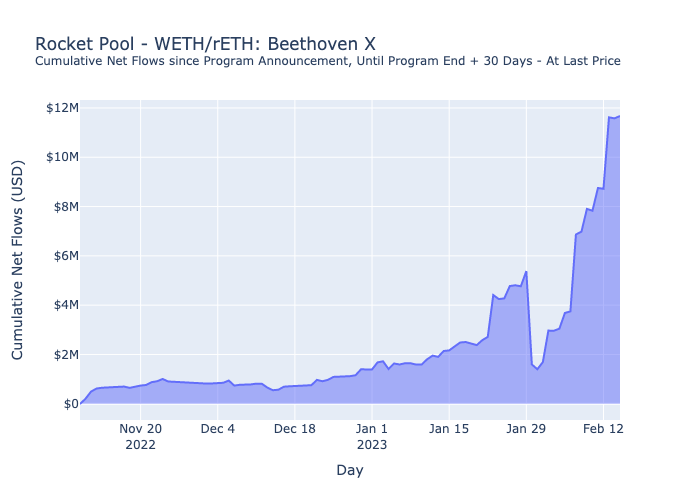 Rocket Pool - WETH/rETH: Beethoven X
Cumulative Net Flows since Program Announcement, Until Program End + 30 Days - At Last Price
Cumulative Net Flows (USD)
$12M
$10M
$8M
$6M
$4M
$2M
$0
Nov 20
2022
Dec 4
Dec 18
Jan 1
2023
Jan 15
Jan 29
Feb 12
Day